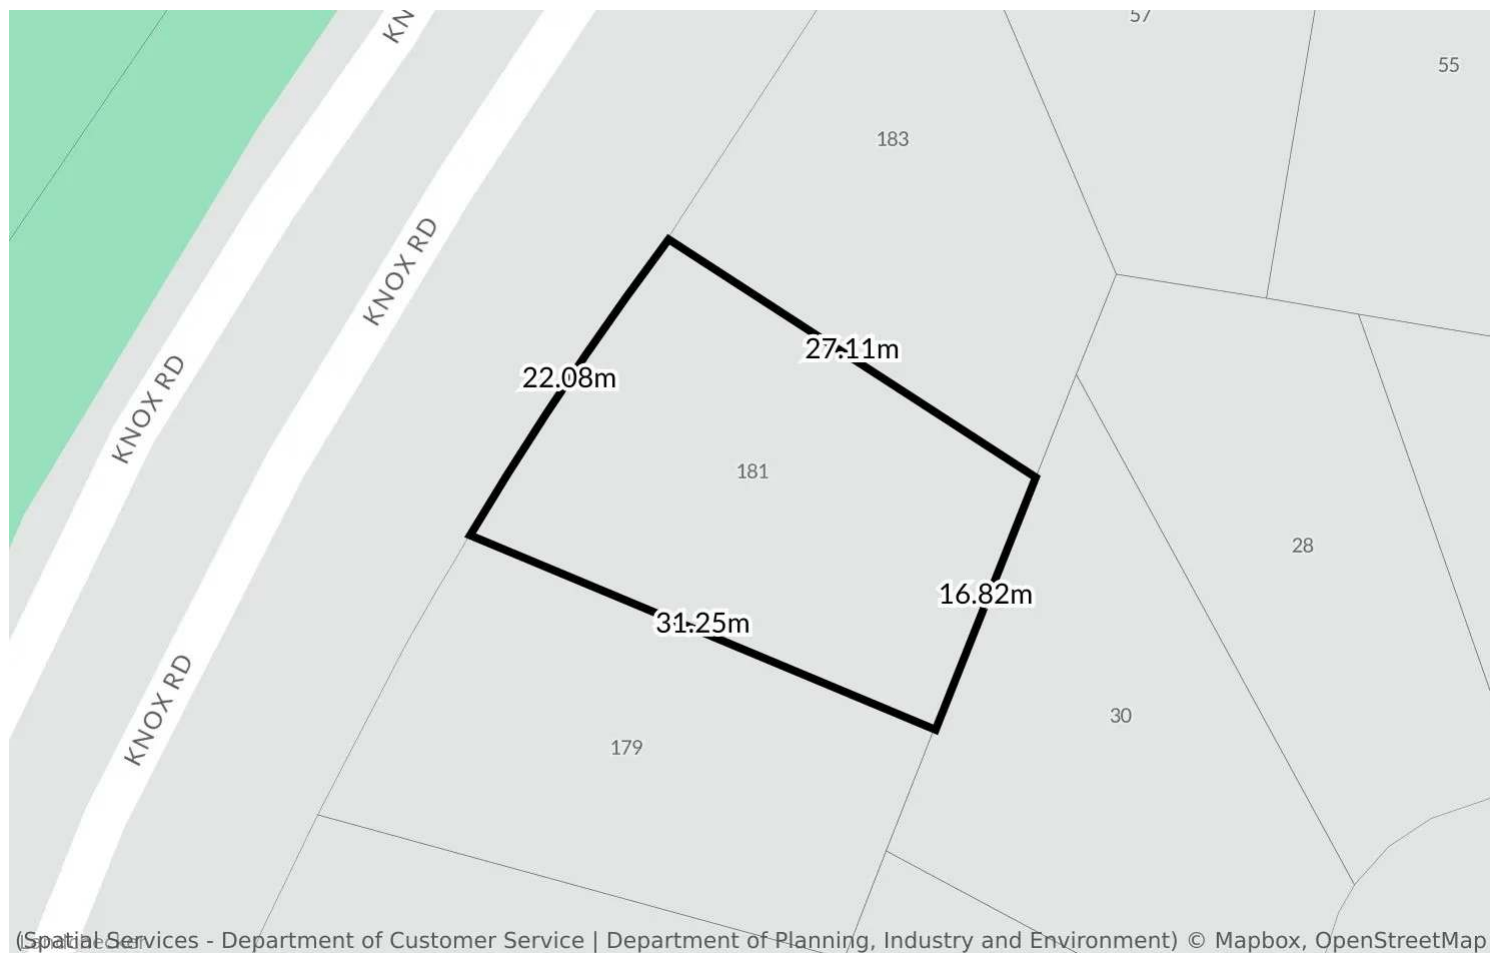 KN
57
55
183
KNOX RD
27.11m
22.08m
KNOX RD
181
28
16.82m
31.25m
KNOX RD
30
179
Landchecker
(Spatial Services - Department of Customer Service | Department of Planning, Industry and Environment) © Mapbox, OpenStreetMap